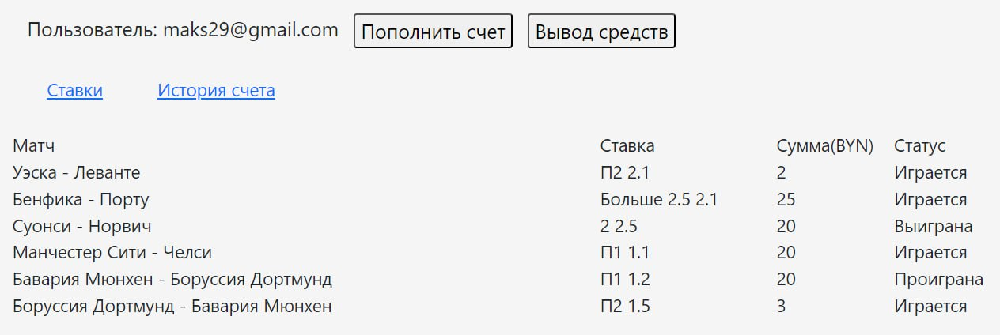 Пользователь: maks29@gmail.com Пополнить счет Вывод средств
Ставки История счета
Матч Ставка Сумма(BYN) Статус
Уэска - Леванте П2 2.1 2 Играется
Бенфика - Порту Больше 2.5 2.1 25 Играется
Суонси - Норвич 2 2.5 20 Выиграна
Манчестер Сити - Челси П1 1.1 20 Играется
Бавария Мюнхен - Боруссия Дортмунд П1 1.2 20 Проиграна
Боруссия Дортмунд - Бавария Мюнхен П2 1.5 3 Играется